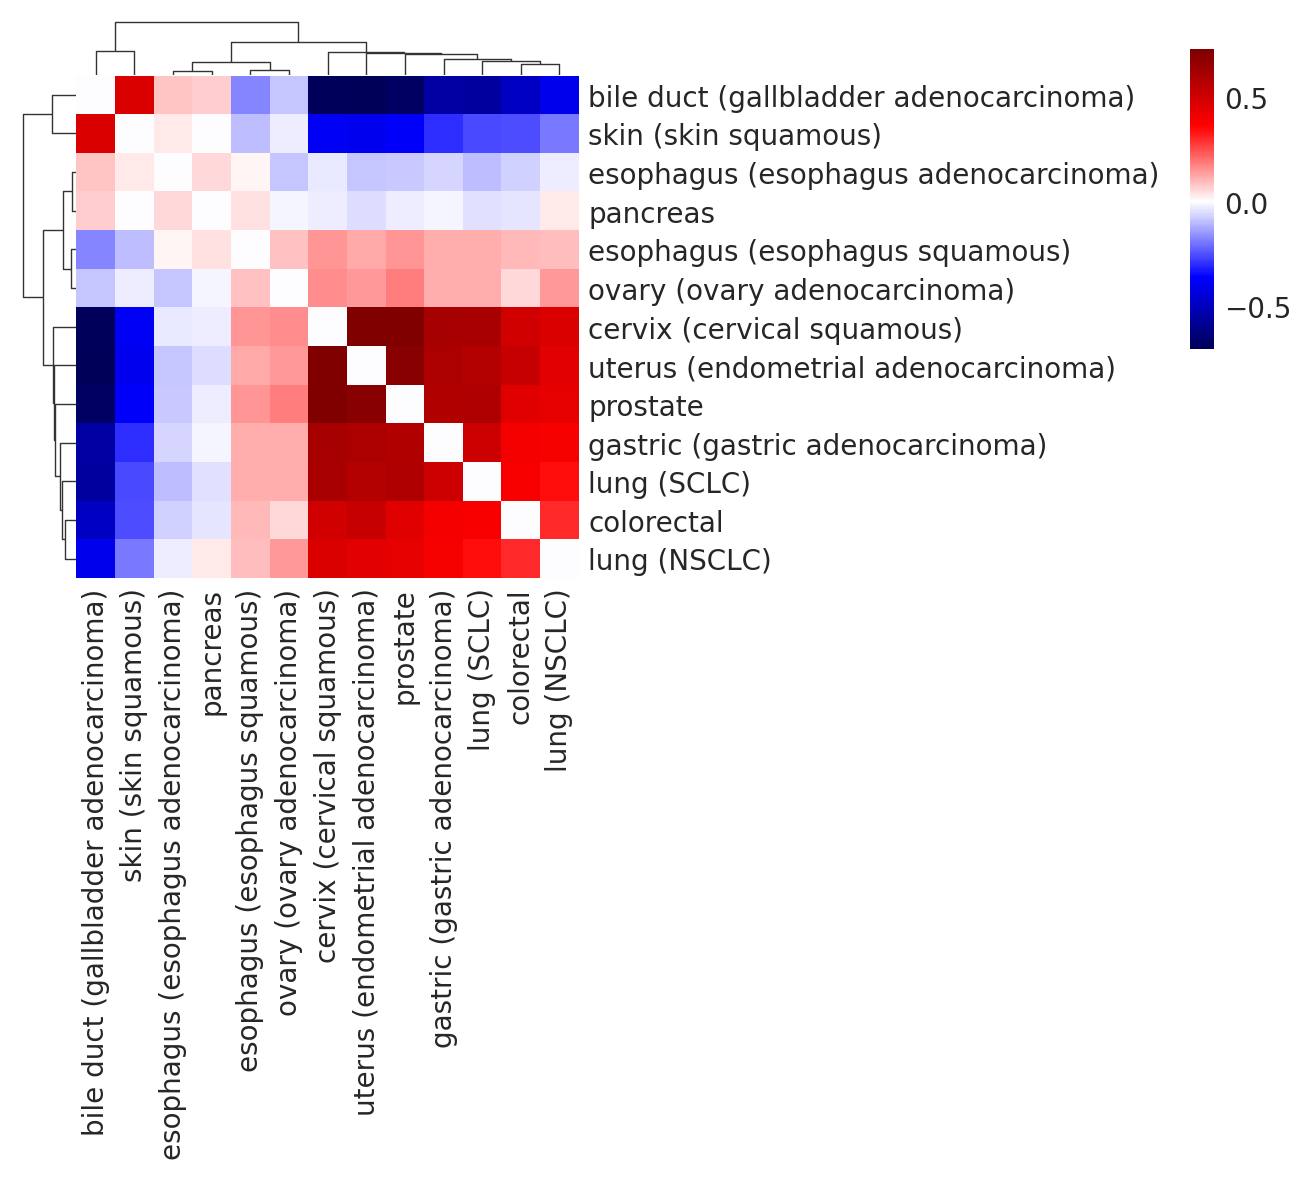 bile duct (gallbladder adenocarcinoma)
skin (skin squamous)
esophagus (esophagus adenocarcinoma)
pancreas
esophagus (esophagus squamous)
ovary (ovary adenocarcinoma)
cervix (cervical squamous)
uterus (endometrial adenocarcinoma)
prostate
gastric (gastric adenocarcinoma)
lung (SCLC)
colorectal
lung (NSCLC)
0.5
0.0
−0.5
bile duct (gallbladder adenocarcinoma)
skin (skin squamous)
esophagus (esophagus adenocarcinoma)
pancreas
esophagus (esophagus squamous)
ovary (ovary adenocarcinoma)
cervix (cervical squamous)
uterus (endometrial adenocarcinoma)
prostate
gastric (gastric adenocarcinoma)
lung (SCLC)
colorectal
lung (NSCLC)